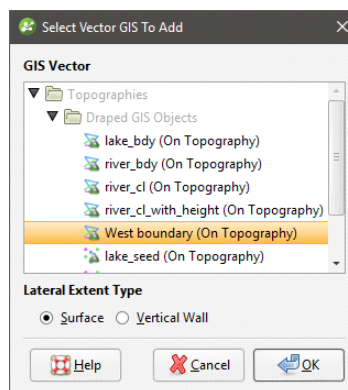 Select Vector GIS To Add
GIS Vector
Topographies
Draped GIS Objects
lake_bdy (On Topography)
river_bdy (On Topography)
river_cl (On Topography)
river_cl_with_height (On Topography)
West boundary (On Topography)
lake_seed (On Topography)
Lateral Extent Type
Surface Vertical Wall
Help Cancel OK